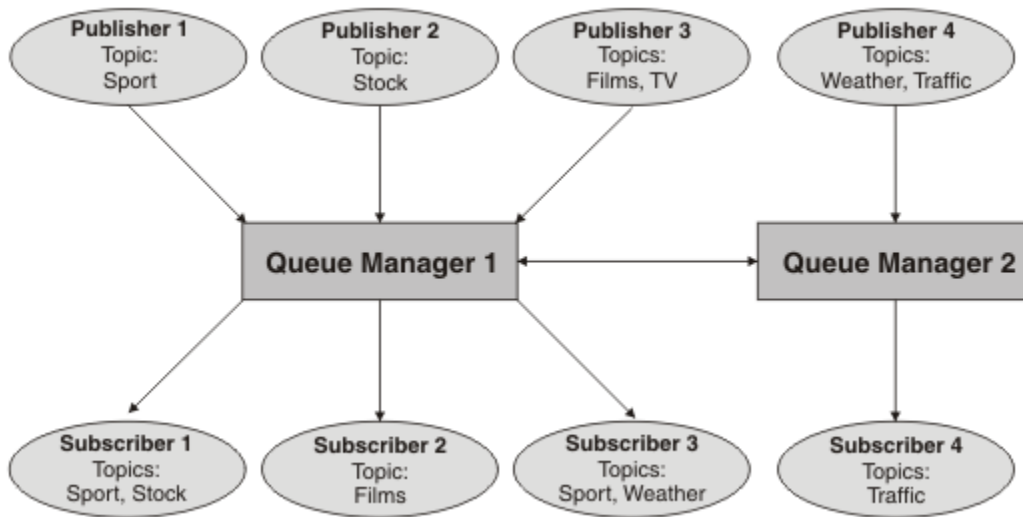 Publisher 1
Topic:
Sport
Publisher 2
Topic:
Stock
Publisher 3
Topics:
Films, TV
Publisher 4
Topics:
Weather, Traffic
Queue Manager 1
Queue Manager 2
Subscriber 1
Topics:
Sport, Stock
Subscriber 2
Topic:
Films
Subscriber 3
Topics:
Sport, Weather
Subscriber 4
Topics:
Traffic